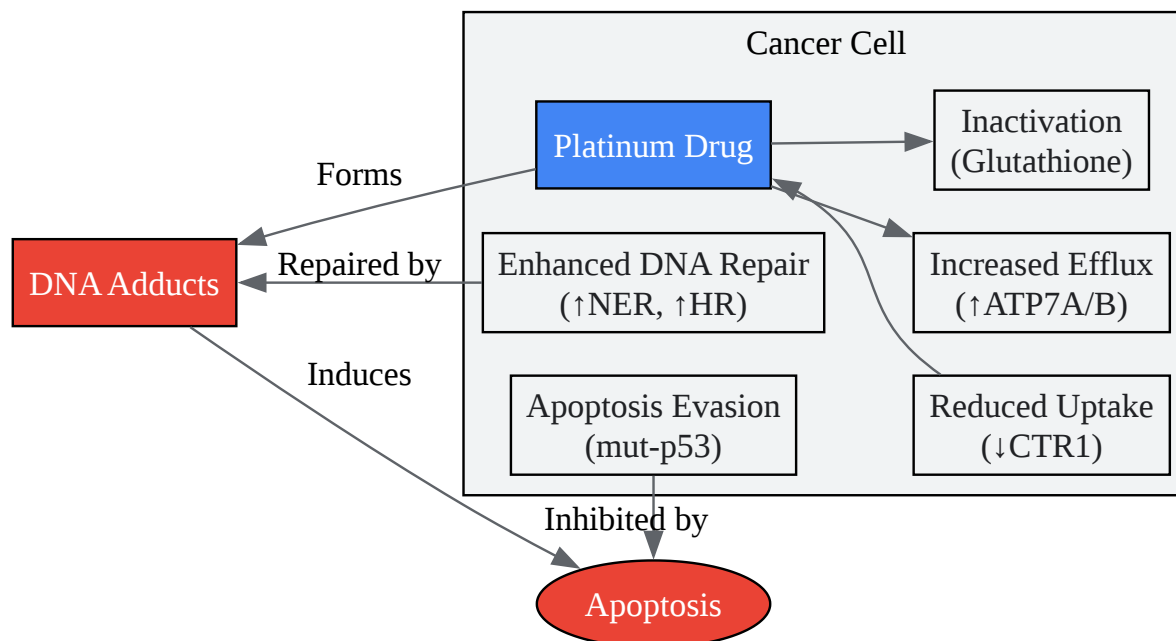 Cancer Cell
Platinum Drug
Inactivation
(Glutathione)
Forms
DNA Adducts
Repaired by
Enhanced DNA Repair
(↑NER, ↑HR)
Increased Efflux
(↑ATP7A/B)
Induces
Apoptosis Evasion
(mut-p53)
Reduced Uptake
(↓CTR1)
Inhibited by
Apoptosis